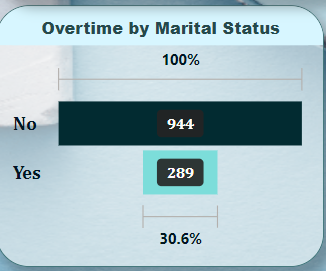 Overtime by Marital Status
100%
No 944
Yes 289
30.6%